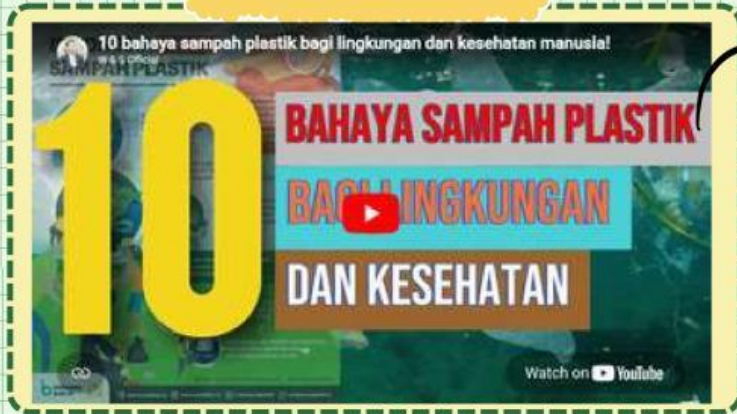 10 bahaya sampah plastik bagi lingkungan dan kesehatan manusia!
W & S Official
SAMPAH PLASTIK
10
BAHAYA SAMPAH PLASTIK
BAGI LINGKUNGAN
DAN KESEHATAN
Watch on YouTube